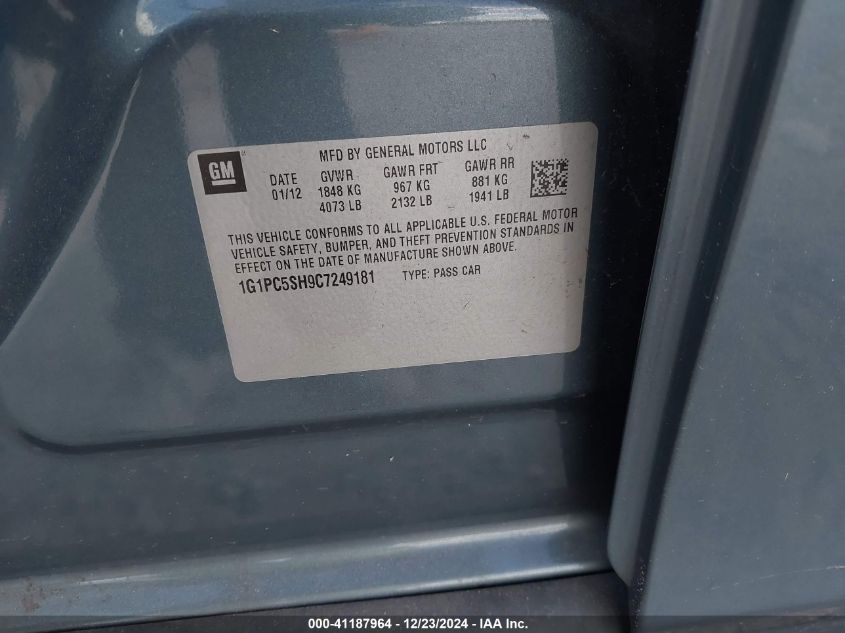 GM
MFD BY GENERAL MOTORS LLC
DATE GVWR GAWR FRT GAWR RR
01/12 1848 KG 967 KG 881 KG
4073 LB 2132 LB 1941 LB
THIS VEHICLE CONFORMS TO ALL APPLICABLE U.S. FEDERAL MOTOR
VEHICLE SAFETY, BUMPER, AND THEFT PREVENTION STANDARDS IN
EFFECT ON THE DATE OF MANUFACTURE SHOWN ABOVE.
1G1PC5SH9C7249181 TYPE: PASS CAR
000-41187964 - 12/23/2024 - IAA Inc.